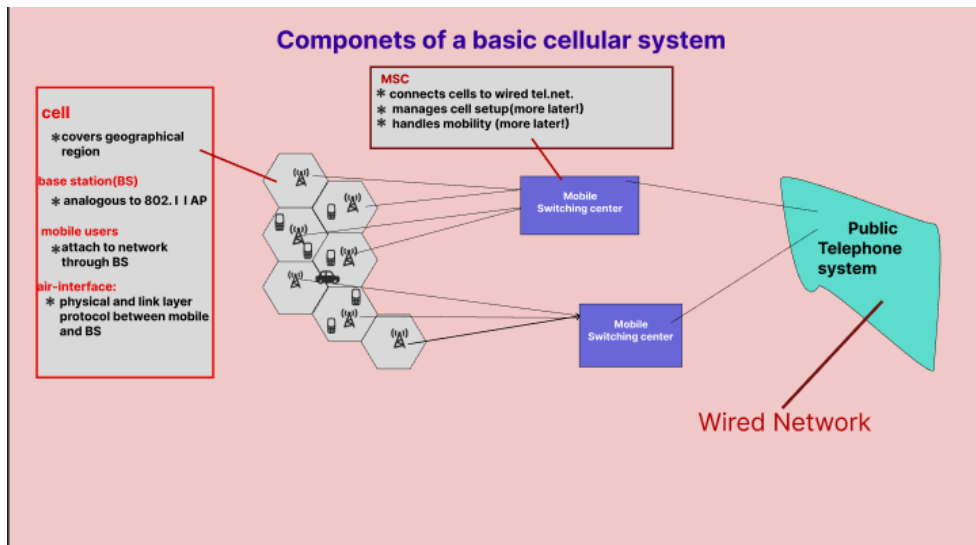 Componets of a basic cellular system
MSC
* connects cells to wired tel.net.
* manages cell setup(more later!)
* handles mobility (more later!)
cell
*covers geographical
region
base station(BS)
* analogous to 802. I I AP
mobile users
*attach to network
through BS
air-interface:
* physical and link layer
protocol between mobile
and BS
Mobile
Switching center
Mobile
Switching center
Public
Telephone
system
Wired Network